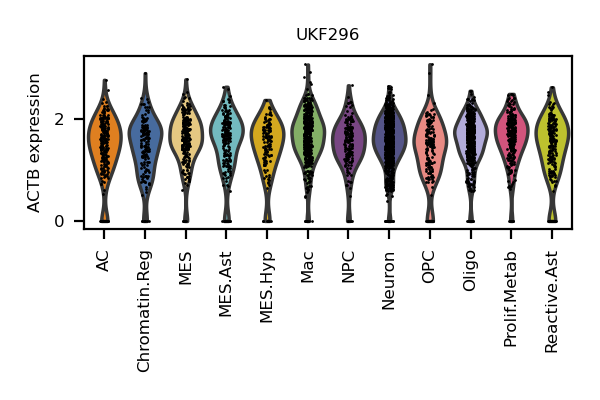 UKF296
ACTB expression
2
0
AC
Chromatin.Reg
MES
MES.Ast
MES.Hyp
Mac
NPC
Neuron
OPC
Oligo
Prolif.Metab
Reactive.Ast